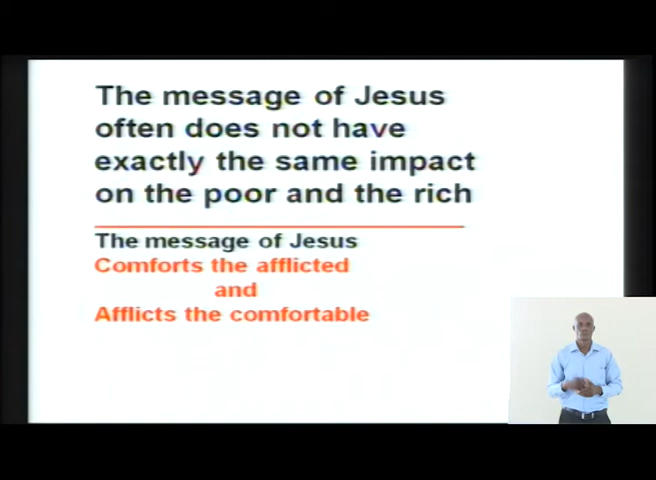 The message of Jesus
often does not have
exactly the same impact
on the poor and the rich
The message of Jesus
Comforts the afflicted
and
Afflicts the comfortable